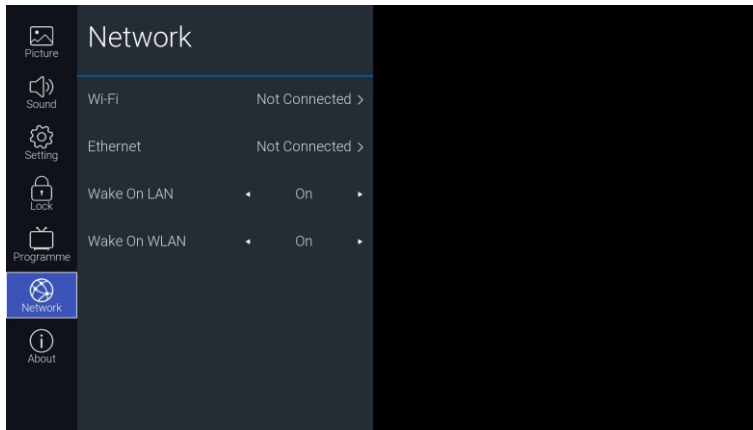 Picture
Sound
Setting
Lock
Programme
Network
About
Network
Wi-Fi Not Connected >
Ethernet Not Connected >
Wake On LAN ◂ On ▸
Wake On WLAN ◂ On ▸